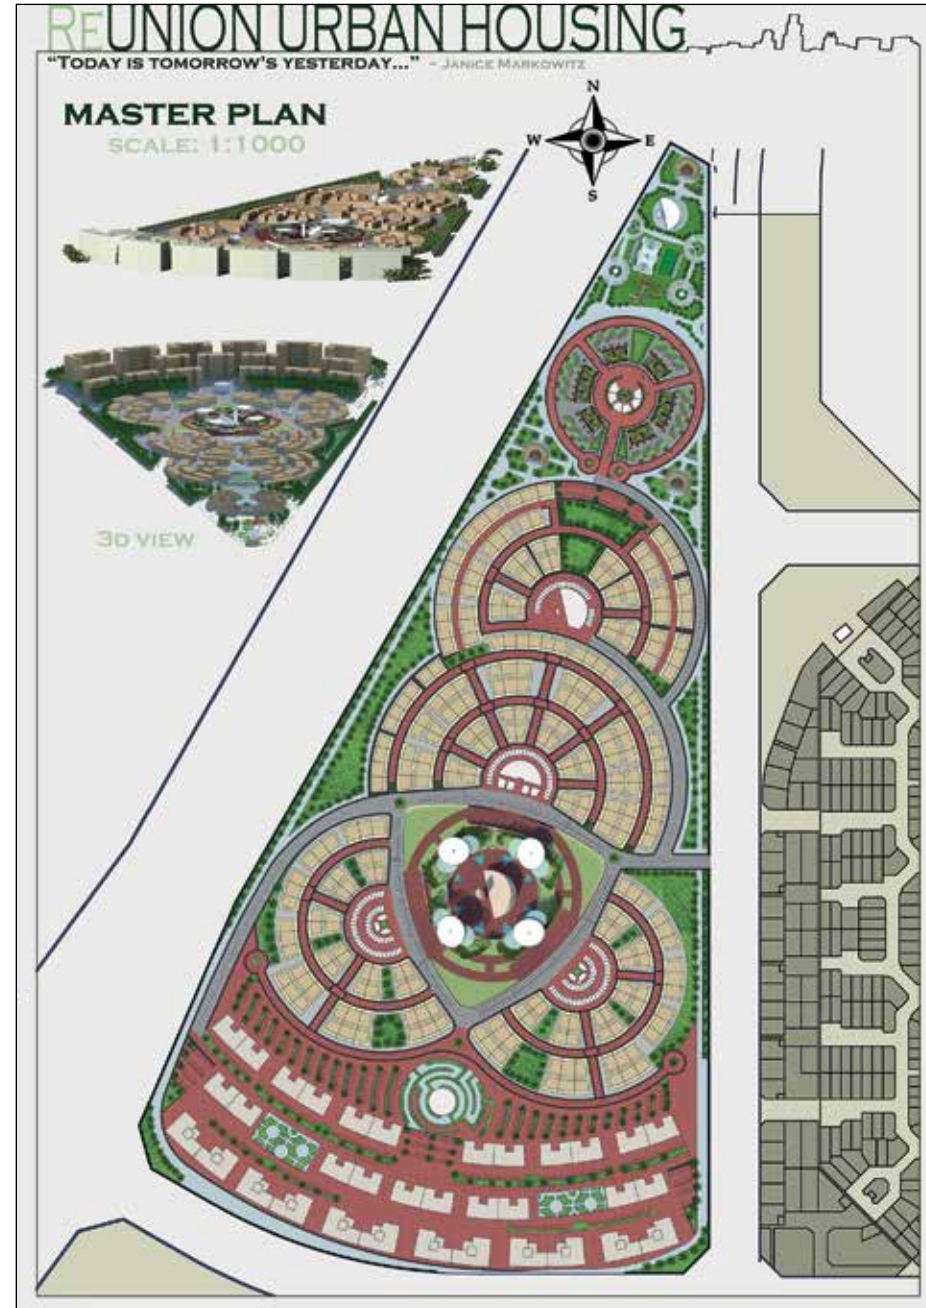 REUNION URBAN HOUSING
"TODAY IS TOMORROW'S YESTERDAY..." - JANICE MARKOWITZ
MASTER PLAN
SCALE: 1:1000
N
W E
S
3D VIEW